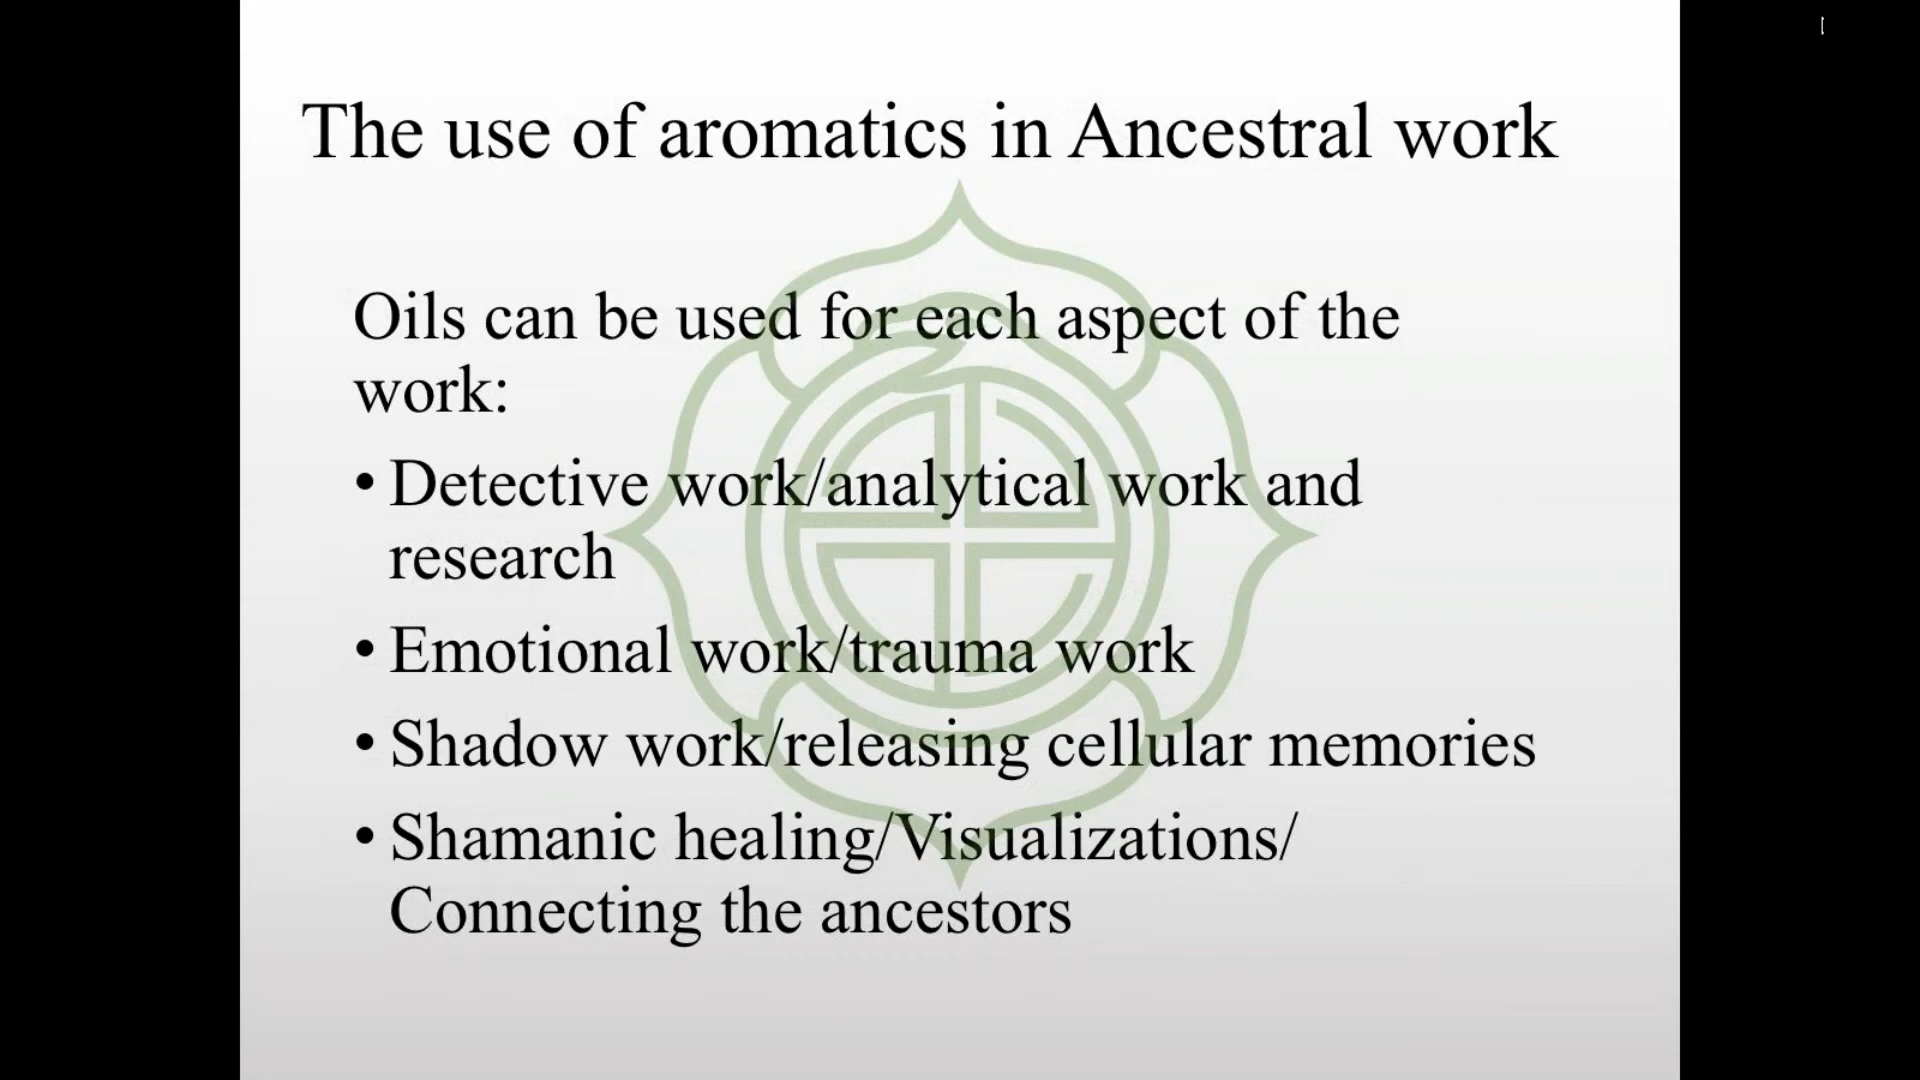 The use of aromatics in Ancestral work
Oils can be used for each aspect of the
work:
• Detective work/analytical work and
research
• Emotional work/trauma work
• Shadow work/releasing cellular memories
• Shamanic healing/Visualizations/
Connecting the ancestors